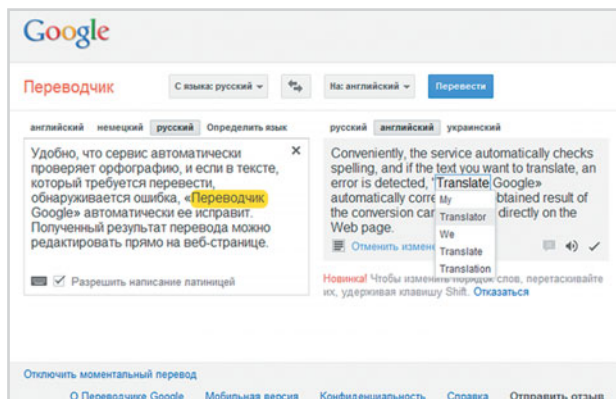 Google
Переводчик
С языка: русский
На: английский
Перевести
английский немецкий русский Определить язык
Удобно, что сервис автоматически
проверяет орфографию, и если в тексте,
который требуется перевести,
обнаруживается ошибка, «Переводчик
Google» автоматически ее исправит.
Полученный результат перевода можно
редактировать прямо на веб-странице.
Разрешить написание латиницей
русский английский украинский
Conveniently, the service automatically checks
spelling, and if the text you want to translate, an
error is detected, "Translate Google»
automatically btained result of
the conversion directly on the
Web page.
My
Translator
We
Translate
Translation
Отменить
Новинка! Чтобы изменить порядок слов, перетаскивайте
их, удерживая клавишу Shift. Отказаться
Отключить моментальный перевод
О Переводчике Google Мобильная версия Конфиденциальность Справка Отправить отзыв